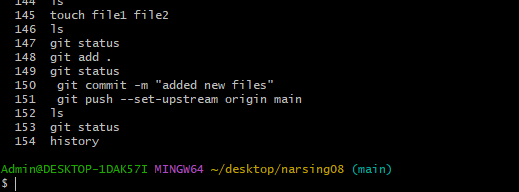 144 ls
145 touch file1 file2
146 ls
147 git status
148 git add .
149 git status
150 git commit -m "added new files"
151 git push --set-upstream origin main
152 ls
153 git status
154 history
Admin@DESKTOP-1DAK57I MINGW64 ~/desktop/narsing08 (main)
$